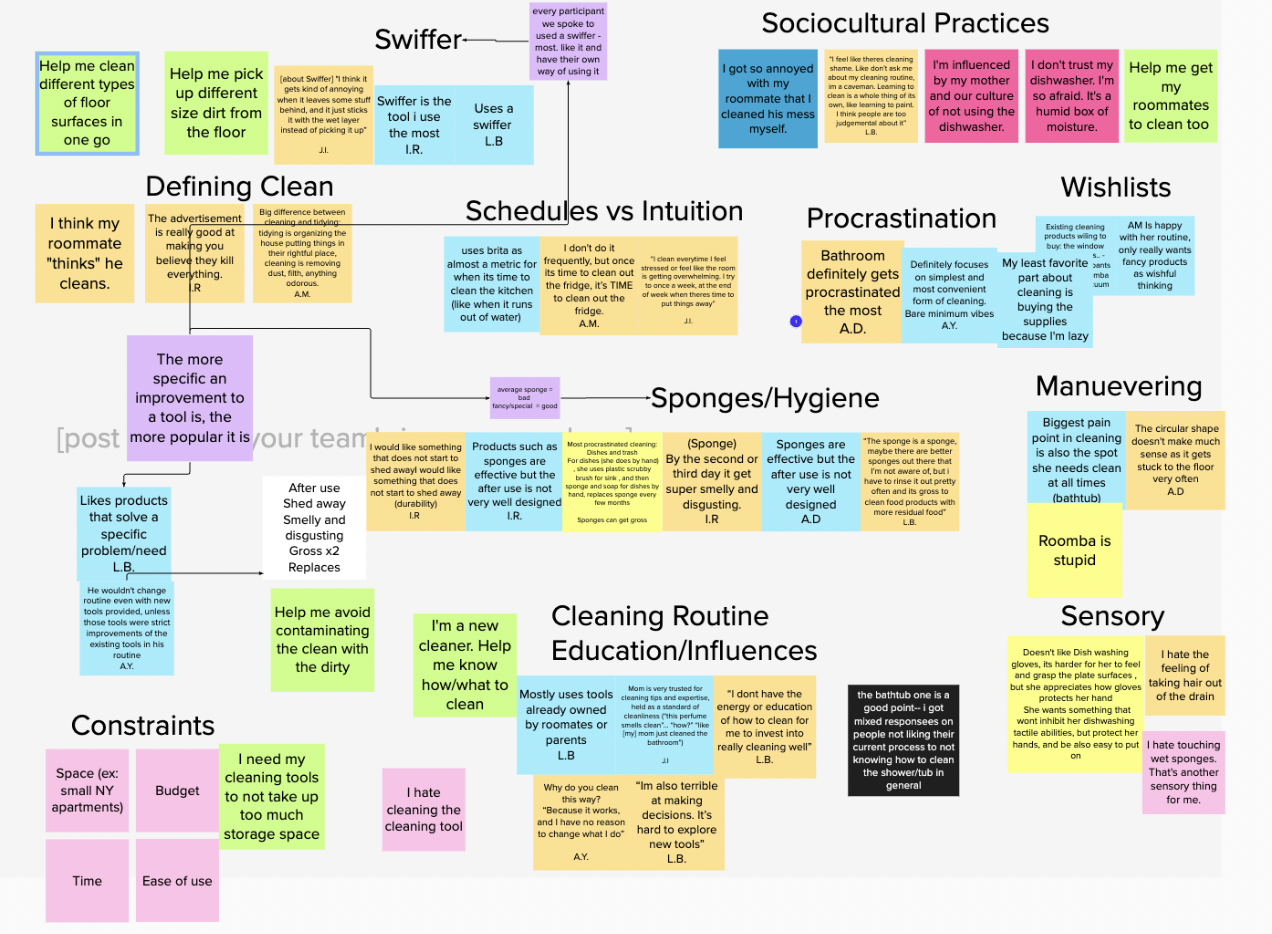 every participant
we spoke to
used a swiffer -
most. like it and
have their own
way of using it
Swiffer
Sociocultural Practices
Help me clean
different types
of floor
surfaces in
one go
Help me pick
up different
size dirt from
the floor
[about Swiffer] "I think it
gets kind of annoying
when it leaves some stuff
behind, and it just sticks
it with the wet layer
instead of picking it up"
J.I.
Swiffer is the
tool i use
the most
I.R.
Uses a
swiffer
L.B
I got so annoyed
with my
roommate that I
cleaned his mess
myself.
"I feel like theres cleaning
shame. Like don't ask me
about my cleaning routine,
im a caveman. Learning to
clean is a whole thing of its
own, like learning to paint.
I think people are too
judgemental about it"
L.B.
I'm influenced
by my mother
and our culture
of not using the
dishwasher.
I don't trust my
dishwasher. I'm
so afraid. It's a
humid box of
moisture.
Help me get
my
roommates
to clean too
Defining Clean
I think my
roommate
"thinks" he
cleans.
The advertisement
is really good at
making you
believe they kill
everything.
I.R
Big difference between
cleaning and tidying:
tidying is organizing the
house putting things in
their rightful place,
cleaning is removing
dust, filth, anything
odorous.
A.M.
Schedules vs Intuition
uses brita as
almost a metric for
when its time to
clean the kitchen
(like when it runs
out of water)
I don't do it
frequently, but once
its time to clean out
the fridge, it's TIME
to clean out the
fridge.
A.M.
"I clean everytime I feel
stressed or feel like the room
is getting overwhelming. I try
to once a week, at the end
of week when theres time to
put things away"
J.I.
Procrastination
Bathroom
definitely gets
procrastinated
the most
A.D.
Definitely focuses
on simplest and
most convenient
form of cleaning.
Bare minimum vibes
A.Y.
Wishlists
Existing cleaning
products wiling to
buy: the window
AM Is happy
with her routine,
only really wants
fancy products
as wishful
thinking
My least favorite
part about
cleaning is
buying the
supplies
because I'm lazy
The more
specific an
improvement to
a tool is, the
more popular it is
[post your team
average sponge =
bad
fancy/special = good
Sponges/Hygiene
I would like something
that does not start to
shed awayI would like
something that does
not start to shed away
(durability)
I.R
Products such as
sponges are
effective but the
after use is not
very well designed
I.R.
Most procrastinated cleaning:
Dishes and trash
For dishes (she does by hand)
, she uses plastic scrubby
brush for sink , and then
sponge and soap for dishes by
hand, replaces sponge every
few months
Sponges can get gross
(Sponge)
By the second or
third day it get
super smelly and
disgusting.
I.R
Sponges are
effective but the
after use is not
very well
designed
A.D
"The sponge is a sponge,
maybe there are better
sponges out there that
I'm not aware of, but i
have to rinse it out pretty
often and its gross to
clean food products with
more residual food"
L.B.
Manuevering
Biggest pain
point in cleaning
is also the spot
she needs clean
at all times
(bathtub)
The circular shape
doesn't make much
sense as it gets
stuck to the floor
very often
A.D
Roomba is
stupid
Likes products
that solve a
specific
problem/need
L.B.
He wouldn't change
routine even with new
tools provided, unless
those tools were strict
improvements of the
existing tools in his
routine
A.Y.
After use
Shed away
Smelly and
disgusting
Gross x2
Replaces
Help me avoid
contaminating
the clean with
the dirty
Cleaning Routine
Education/Influences
I'm a new
cleaner. Help
me know
how/what to
clean
Mostly uses tools
already owned
by roomates or
parents
L.B
Mom is very trusted for
cleaning tips and expertise,
held as a standard of
cleanliness ("this perfume
smells clean"... "how?" "like
[my] mom just cleaned the
bathroom")
J.I
"I dont have the
energy or education
of how to clean for
me to invest into
really cleaning well"
L.B.
Why do you clean
this way?
"Because it works,
and I have no reason
to change what I do"
A.Y.
"Im also terrible
at making
decisions. It's
hard to explore
new tools"
L.B.
the bathtub one is a
good point-- i got
mixed responsees on
people not liking their
current process to not
knowing how to clean
the shower/tub in
general
Sensory
Doesn't like Dish washing
gloves, its harder for her to feel
and grasp the plate surfaces ,
but she appreciates how gloves
protects her hand
She wants something that
wont inhibit her dishwashing
tactile abilities, but protect her
hands, and be also easy to put
on
I hate the
feeling of
taking hair out
of the drain
I hate touching
wet sponges.
That's another
sensory thing
for me.
Constraints
Space (ex:
small NY
apartments)
Budget
I need my
cleaning tools
to not take up
too much
storage space
Time
Ease of use
I hate
cleaning the
cleaning tool